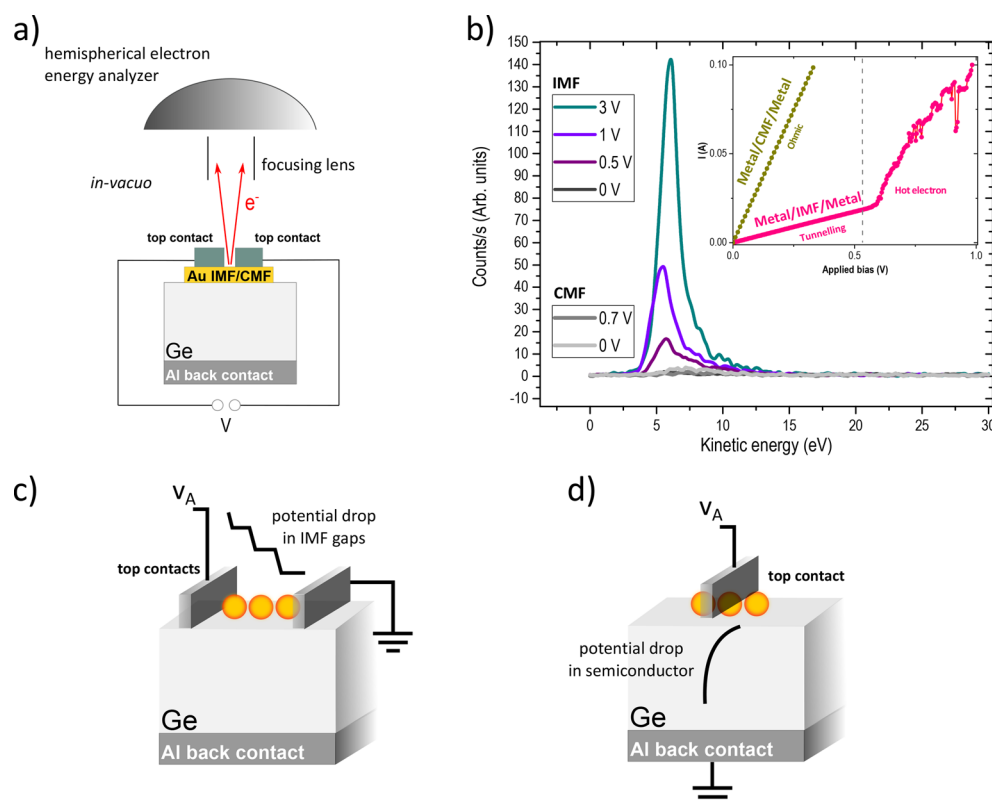 a)
hemispherical electron
energy analyzer
focusing lens
in-vacuo
e-
top contact
top contact
Au IMF/CMF
Ge
Al back contact
V
b)
150
140
130
120
110
100
90
80
70
60
50
40
30
20
10
0
-10
Counts/s (Arb. units)
0
5
10
15
20
25
30
Kinetic energy (eV)
IMF
3 V
1 V
0.5 V
0 V
CMF
0.7 V
0 V
I (A)
0.10
0.05
0.00
0.0
0.5
1.0
Applied bias (V)
Metal/CMF/Metal
Ohmic
Metal/IMF/Metal
Tunnelling
Hot electron
c)
VA
potential drop
in IMF gaps
top contacts
Ge
Al back contact
d)
VA
top contact
potential drop
in semiconductor
Ge
Al back contact